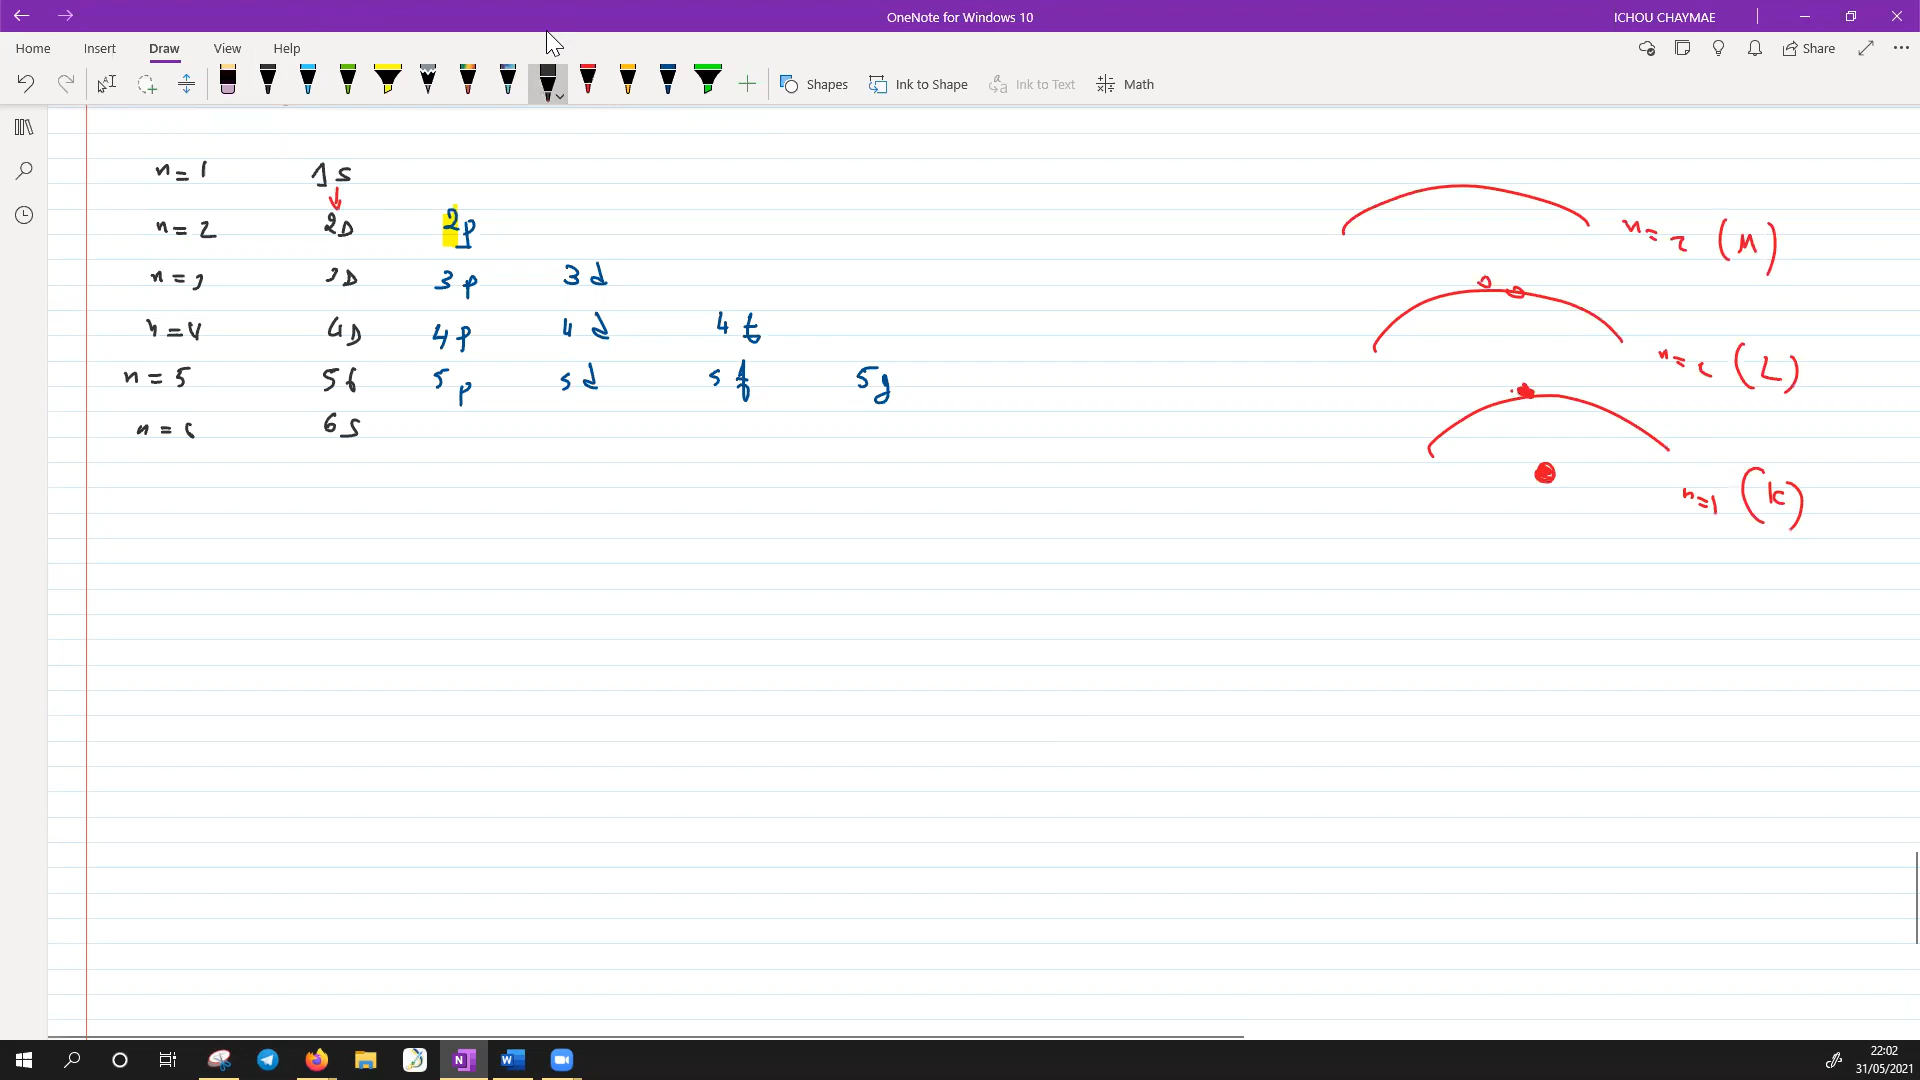 OneNote for Windows 10
ICHOU CHAYMAE
Home Insert Draw View Help
Share
Shapes Ink to Shape Ink to Text Math
n = 1 1s
n = 2 2s 2p
n = 3 3s 3p 3d
n = 4 4s 4p 4d 4f
n = 5 5s 5p 5d 5f 5g
n = 6 6s
(M)
(L)
n=1 (K)
22:02
31/05/2021